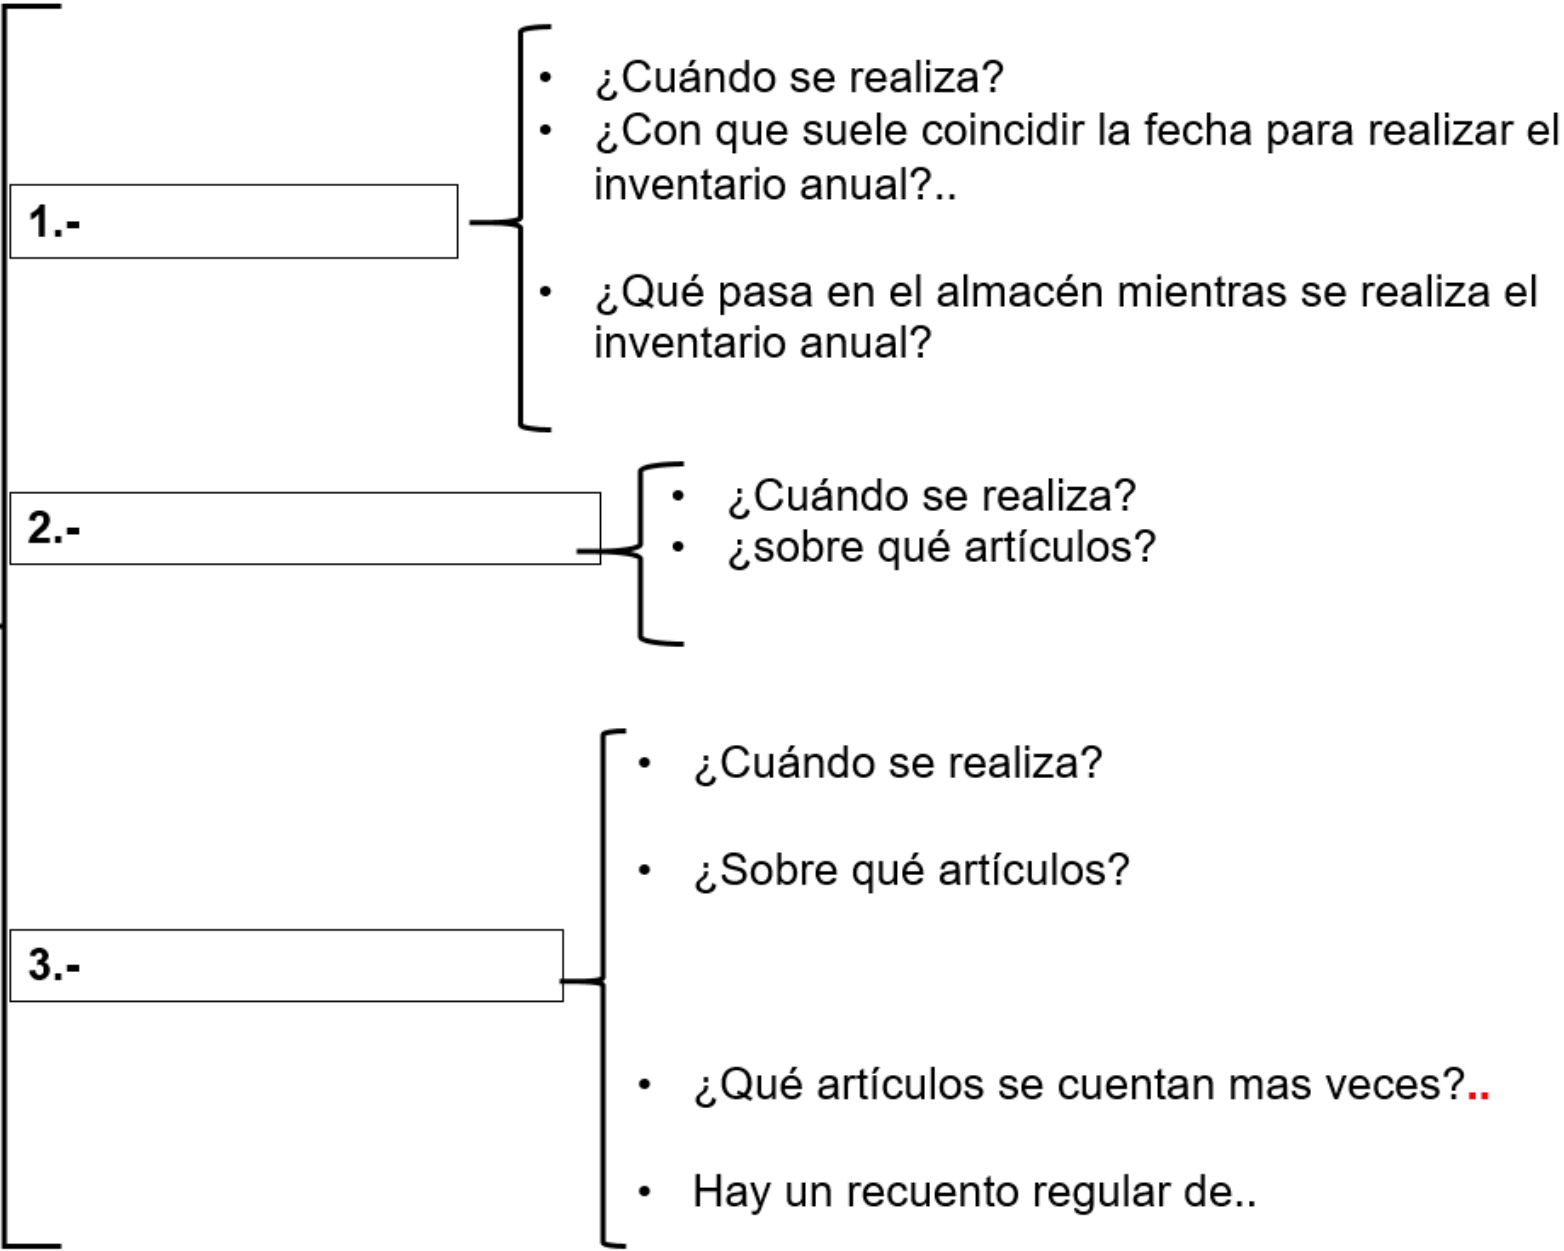 • ¿Cuándo se realiza?
• ¿Con que suele coincidir la fecha para realizar el
inventario anual?..
1.-
• ¿Qué pasa en el almacén mientras se realiza el
inventario anual?
2.-
• ¿Cuándo se realiza?
• ¿sobre qué artículos?
3.-
• ¿Cuándo se realiza?
• ¿Sobre qué artículos?
• ¿Qué artículos se cuentan mas veces?..
• Hay un recuento regular de..